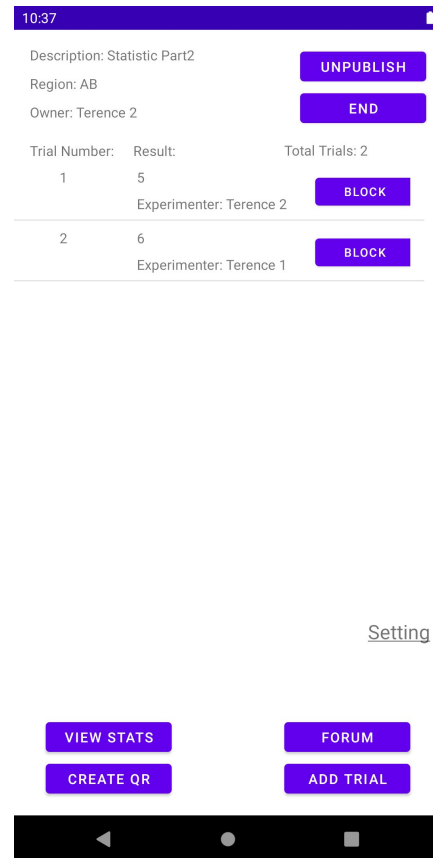 10:37
Description: Statistic Part2
UNPUBLISH
Region: AB
END
Owner: Terence 2
Trial Number: Result: Total Trials: 2
1 5
BLOCK
Experimenter: Terence 2
2 6
BLOCK
Experimenter: Terence 1
Setting
VIEW STATS FORUM
CREATE QR ADD TRIAL